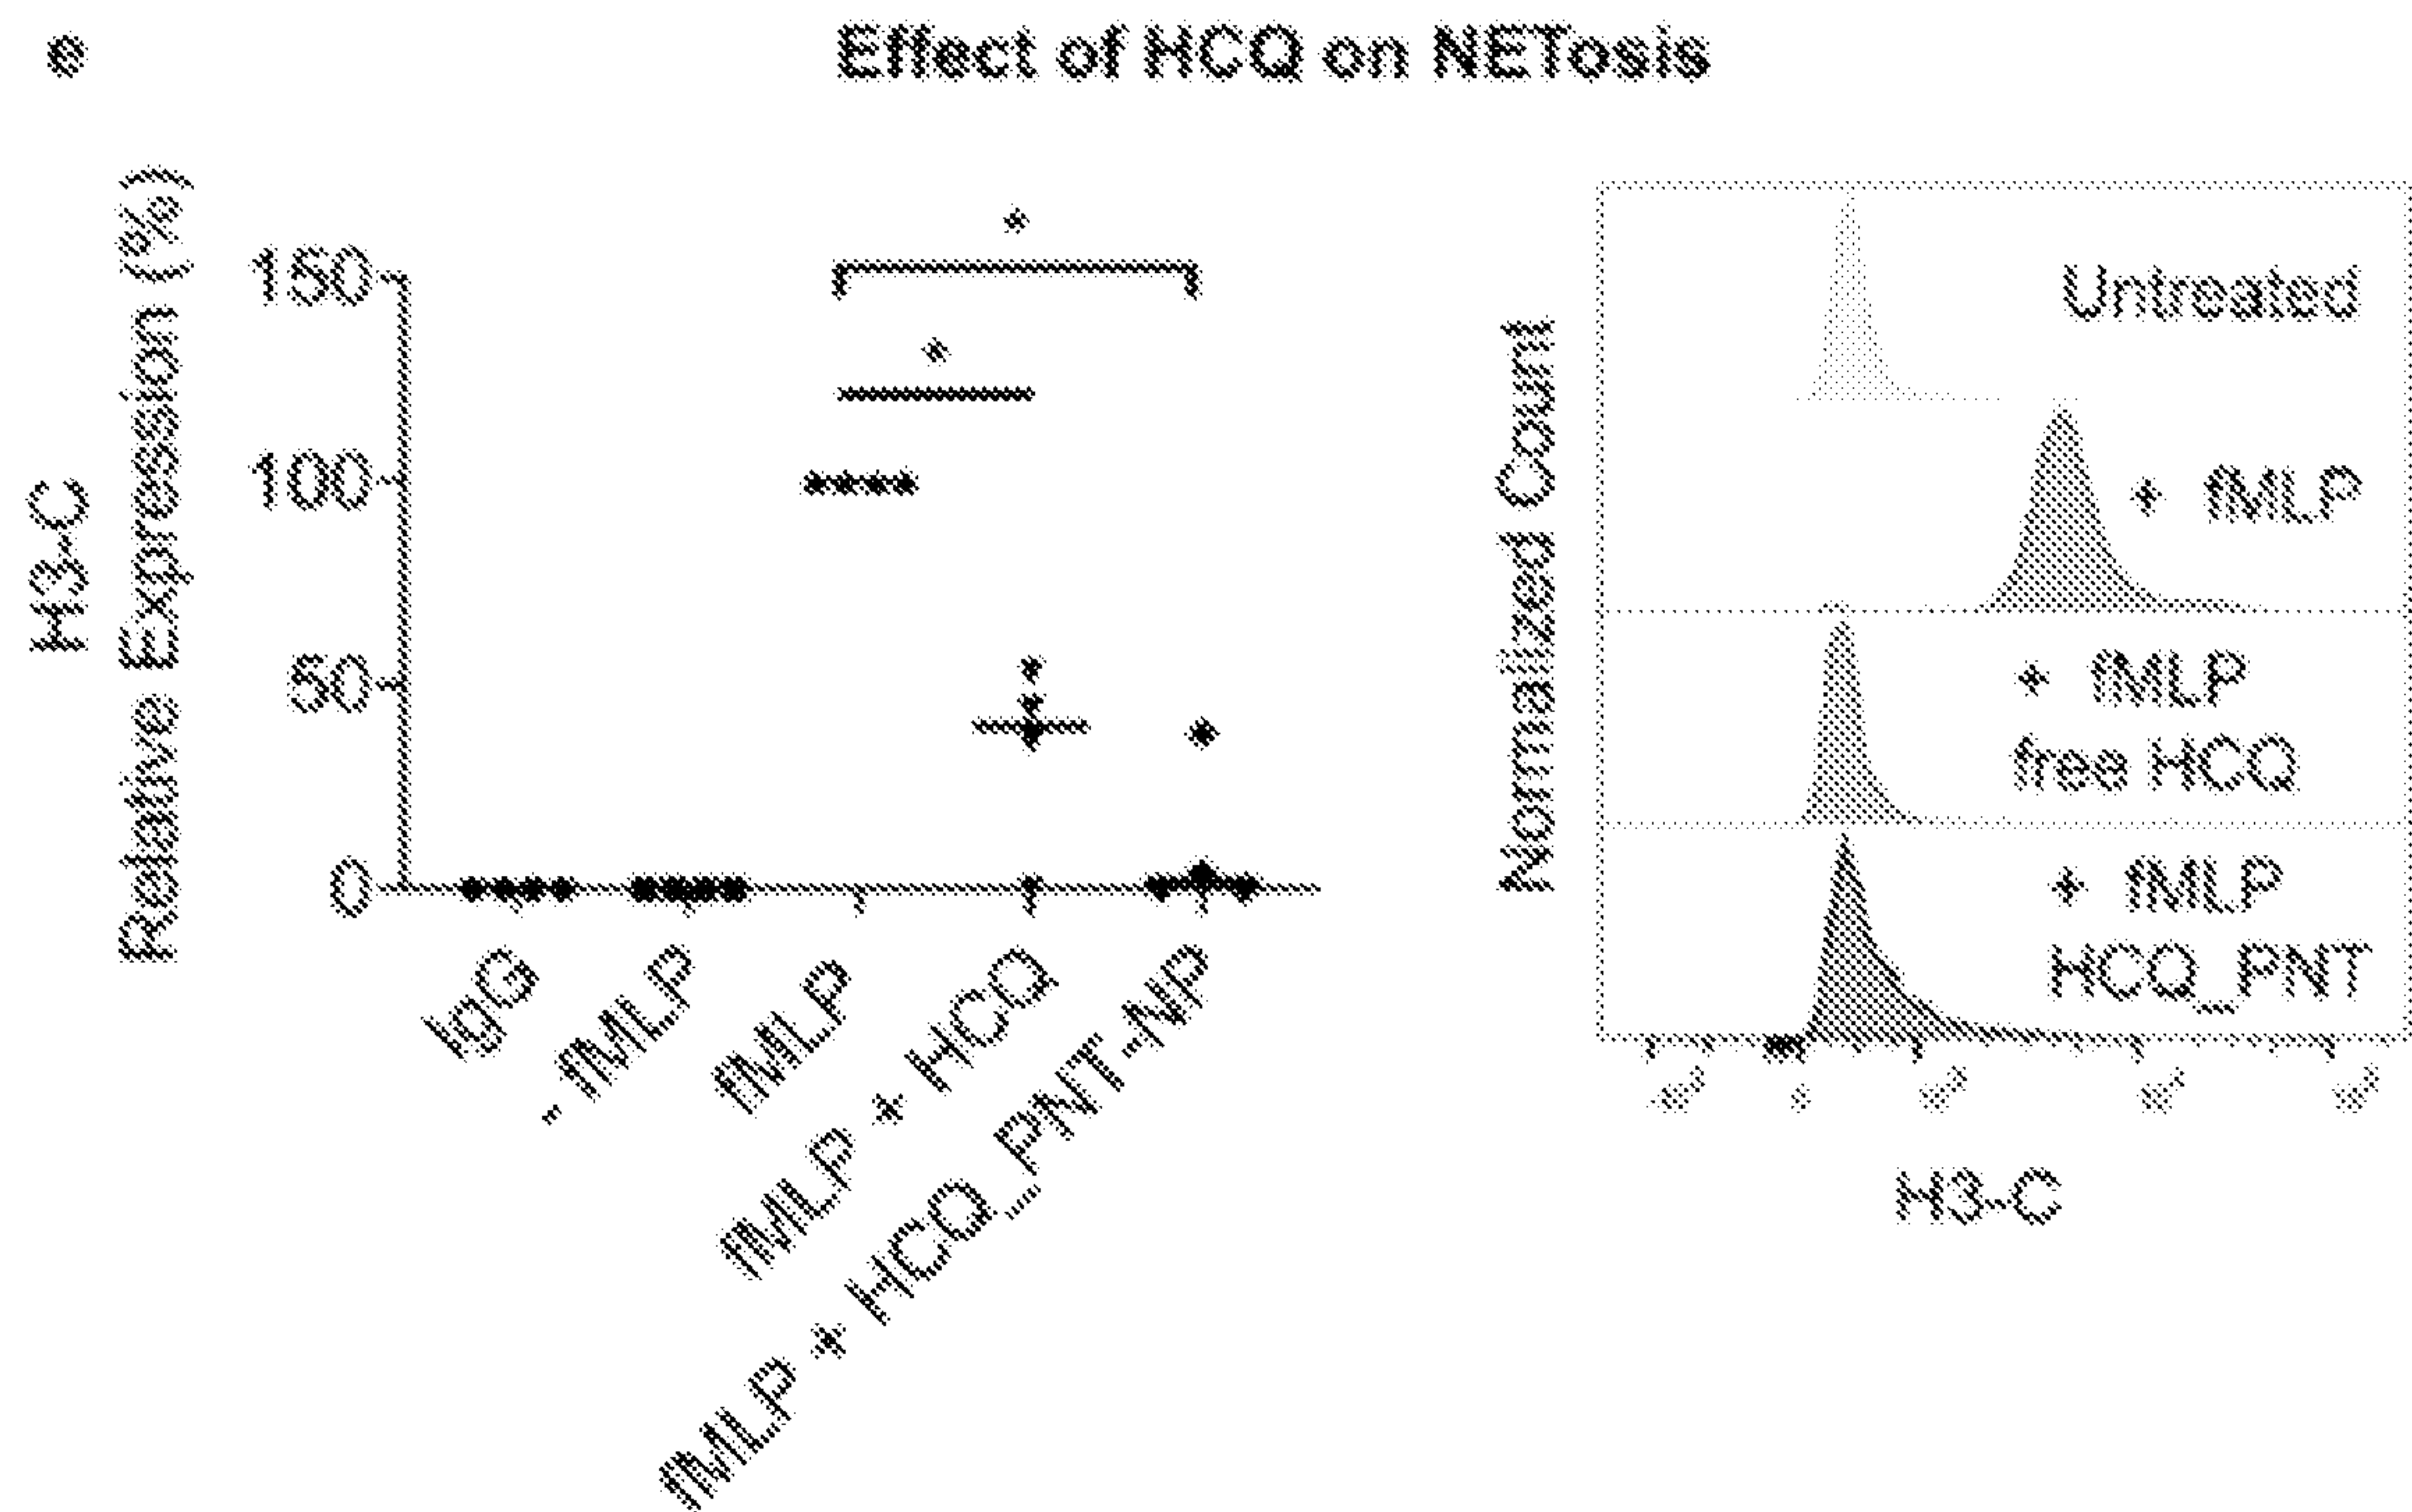 e
Effect of HCQ on NETosis
H3-C
Relative Expression (%)
150
100
50
0
*
*
IgG
- fMLP
fMLP
fMLP + HCQ
fMLP + HCQ_PNT-NP
Normalized Count
Untreated
+ fMLP
+ fMLP
free HCQ
+ fMLP
HCQ_PNT
0
H3-C